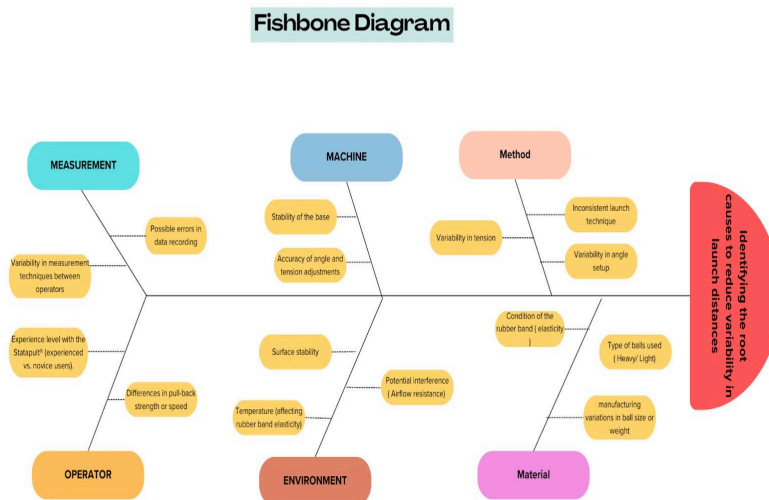 Fishbone Diagram
MEASUREMENT
MACHINE
Method
Possible errors in
data recording
Variability in measurement
techniques between
operators
Stability of the base
Accuracy of angle and
tension adjustments
Variability in tension
Inconsistent launch
technique
Variability in angle
setup
Identifying the root
causes to reduce variability in
launch distances
Experience level with the
Statapult® (experienced
vs. novice users).
Differences in pull-back
strength or speed
Surface stability
Temperature (affecting
rubber band elasticity)
Potential interference
( Airflow resistance)
Condition of the
rubber band ( elasticity
)
Type of balls used
( Heavy/ Light)
manufacturing
variations in ball size or
weight
OPERATOR
ENVIRONMENT
Material